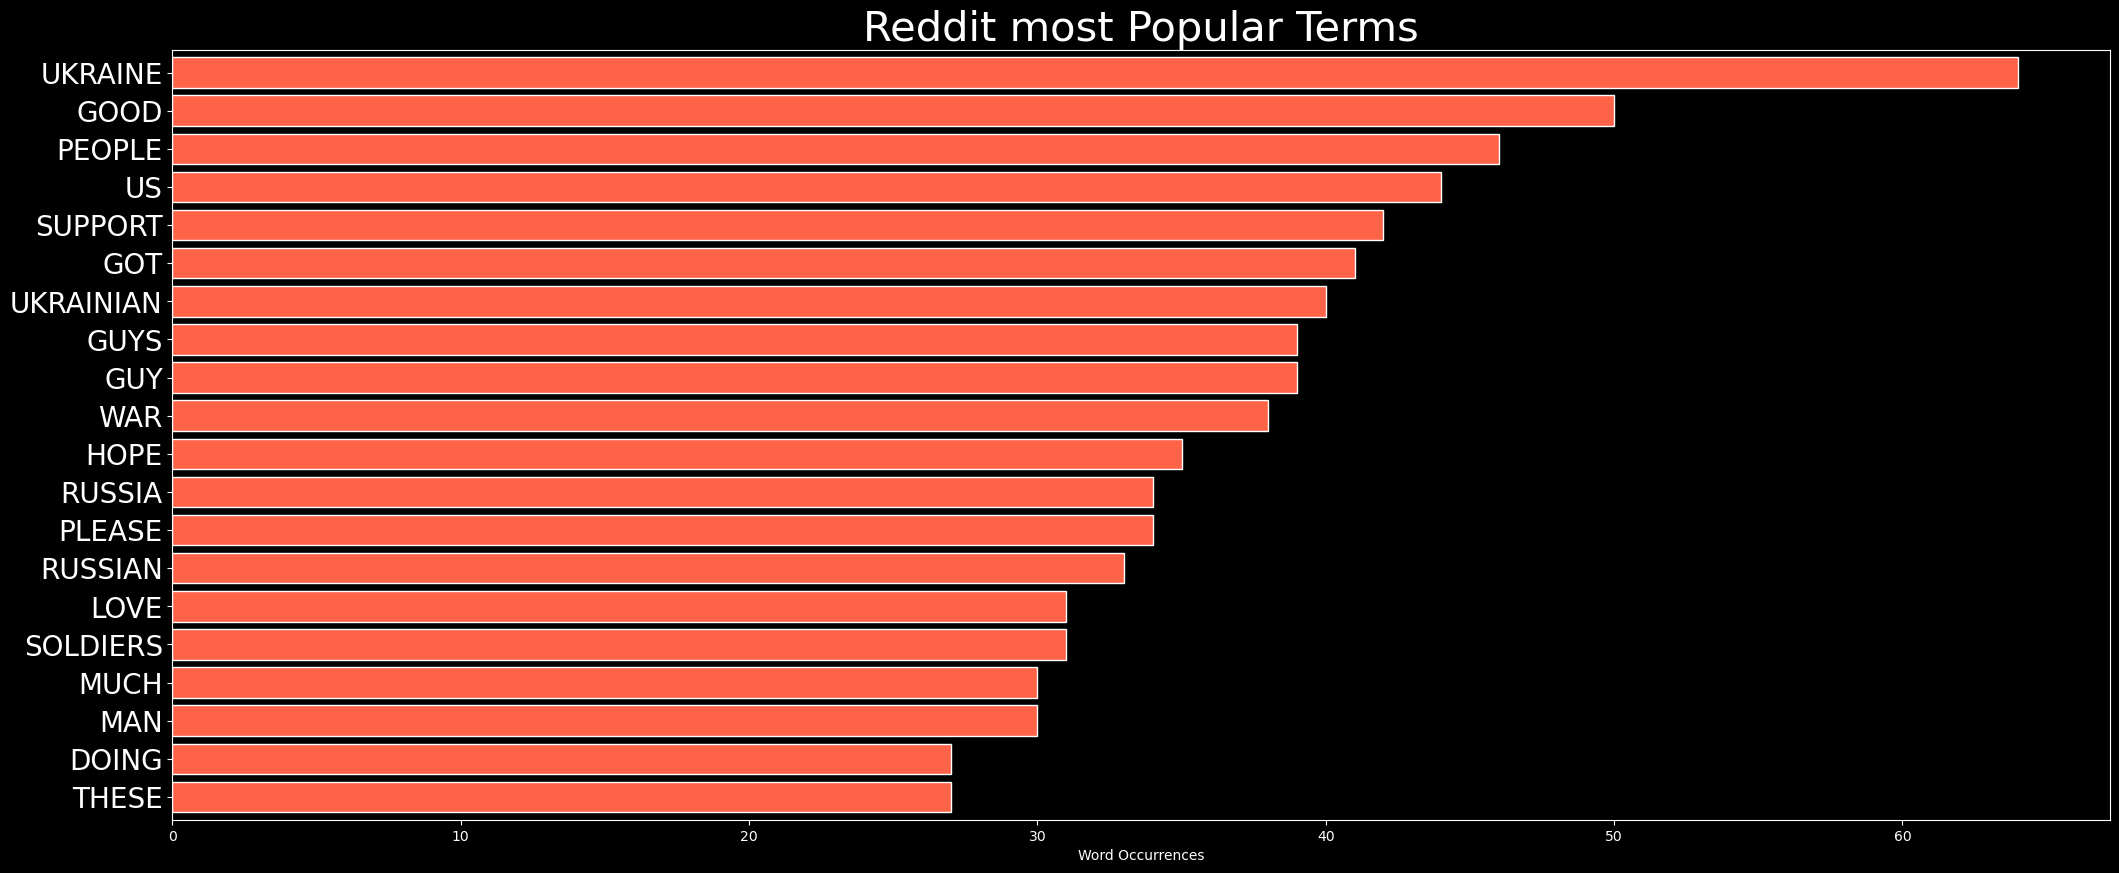 Reddit most Popular Terms
UKRAINE
GOOD
PEOPLE
US
SUPPORT
GOT
UKRAINIAN
GUYS
GUY
WAR
HOPE
RUSSIA
PLEASE
RUSSIAN
LOVE
SOLDIERS
MUCH
MAN
DOING
THESE
0 10 20 30 40 50 60
Word Occurrences